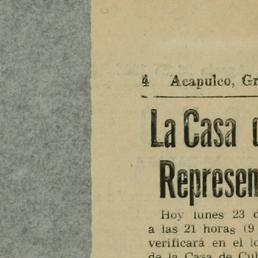 4 Acapulco, Gr
La Casa d
Represen
Hoy lunes 23 d
a las 21 horas (9
verificará en el lo
de la Casa de Cul